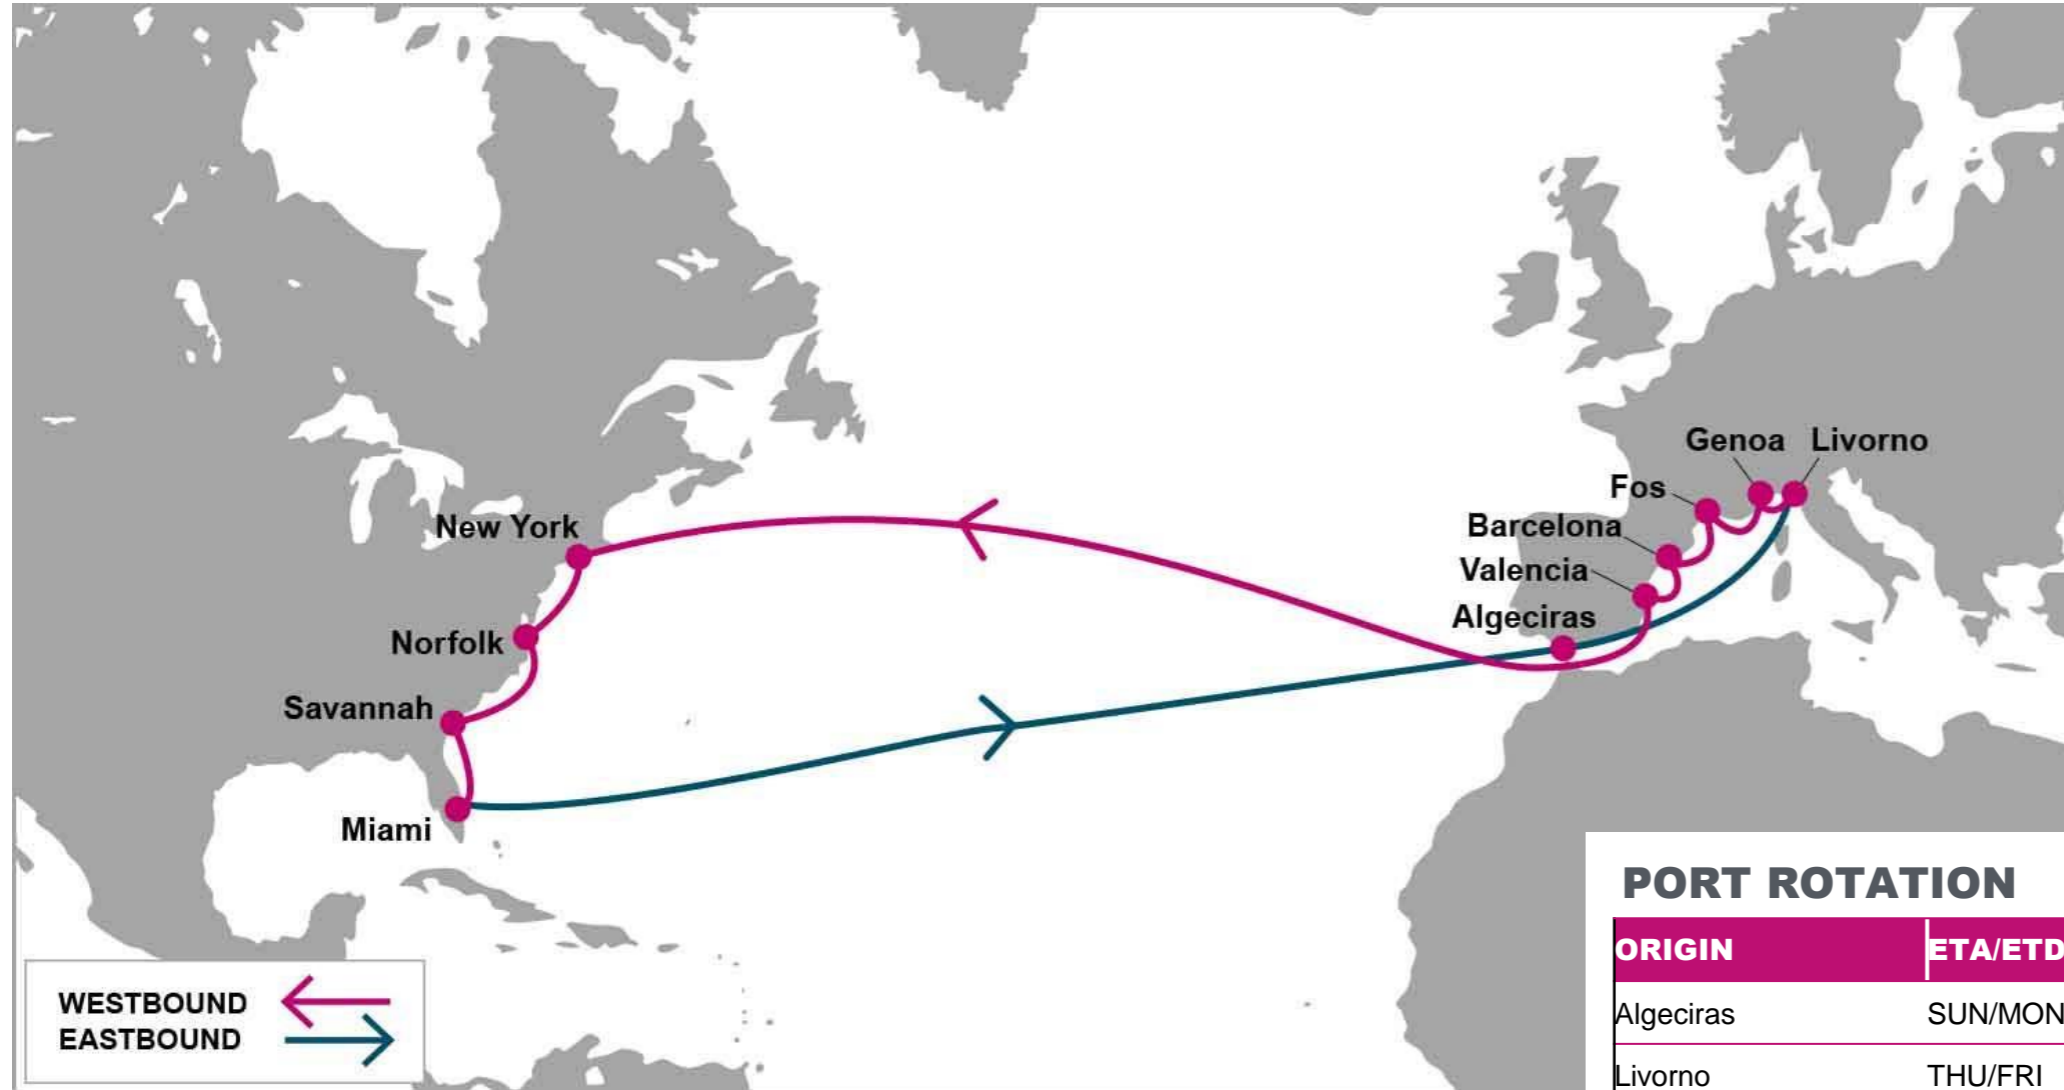 Genoa Livorno
Fos
New York
Barcelona
Valencia
Algeciras
Norfolk
Savannah
Miami
WESTBOUND
EASTBOUND
PORT ROTATION
ORIGIN ETA/ETD
Algeciras SUN/MON
Livorno THU/FRI